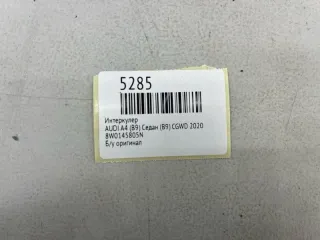 5285
Интеркулер
AUDI A4 (B9) Седан (B9) CGWD 2020
8W0145805N
Б/у оригинал